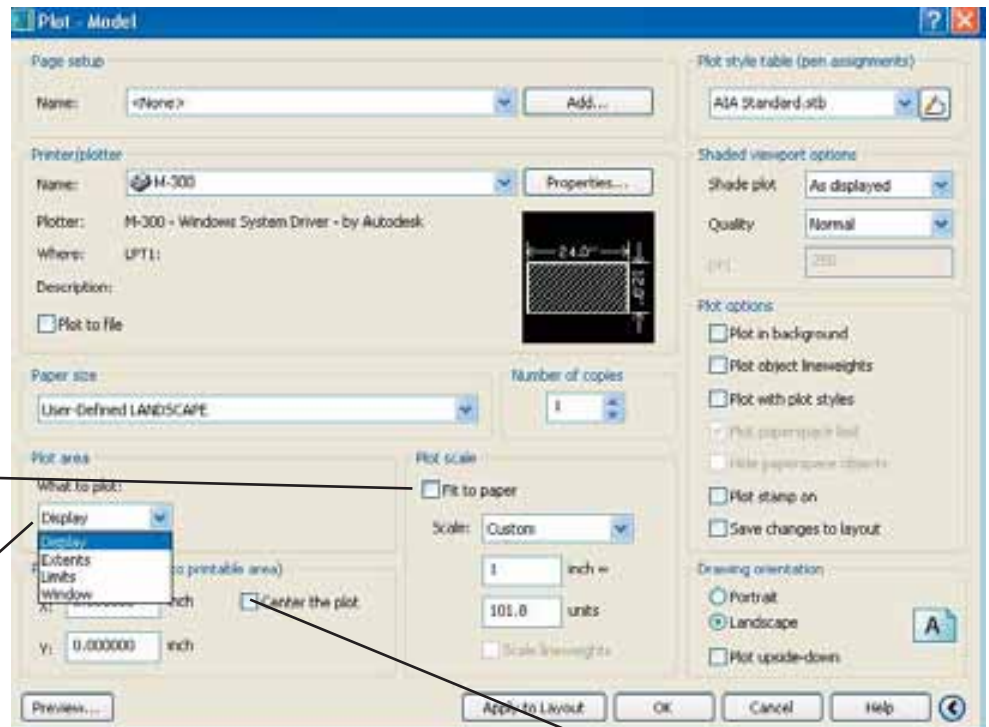 Plot - Model
Page setup
Name: <None> Add...
Plot style table (pen assignments)
AIA Standard.stb
Printer/plotter
Name: M-300 Properties...
Plotter: M-300 - Windows System Driver - by Autodesk
Where: LPT1:
Description:
Plot to file
24.0"
Shaded viewport options
Shade plot As displayed
Quality Normal
DPI
Paper size
User-Defined LANDSCAPE
Number of copies
1
Plot options
Plot in background
Plot object lineweights
Plot with plot styles
Plot paperspace last
Hide paperspace objects
Plot stamp on
Save changes to layout
Plot area
What to plot:
Display
Display
Extents
Limits
Window
to printable area)
X: inch Center the plot
Y: 0.000000 inch
Plot scale
Fit to paper
Scale: Custom
1 inch =
101.8 units
Scale lineweights
Drawing orientation
Portrait
Landscape
Plot upside-down
A
Preview... Apply to Layout OK Cancel Help